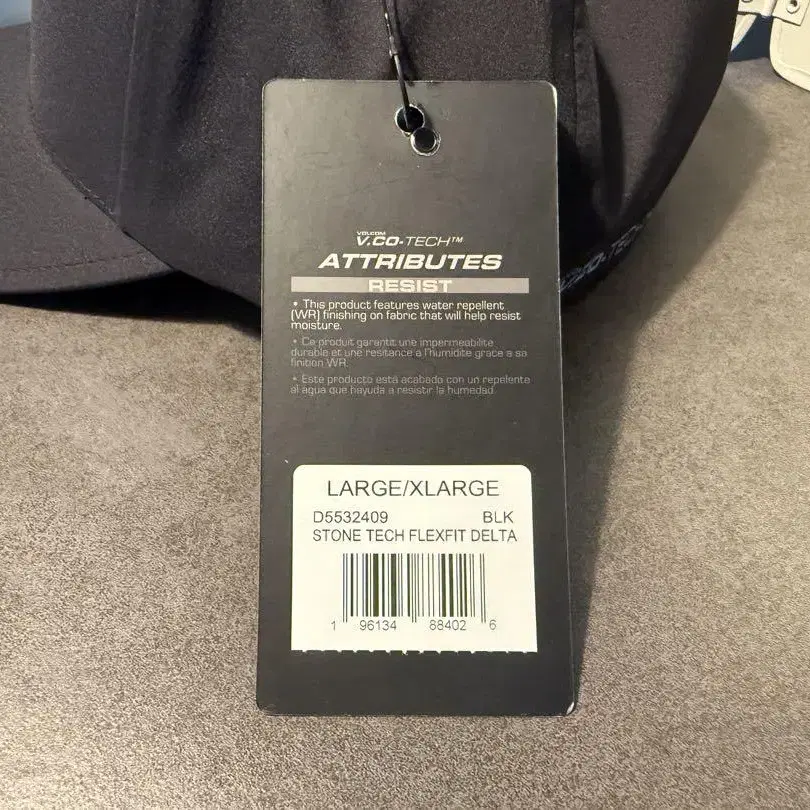 VOLCOM
V.CO-TECH™
ATTRIBUTES
RESIST
• This product features water repellent
(WR) finishing on fabric that will help resist
moisture.
• Ce produit garantit une impermeabilite
durable et une resitance a l'humidite grace a sa
finition WR.
• Este producto está acabado con un repelente
al agua que hayuda a resistir la humedad.
LARGE/XLARGE
D5532409 BLK
STONE TECH FLEXFIT DELTA
1 96134 88402 6